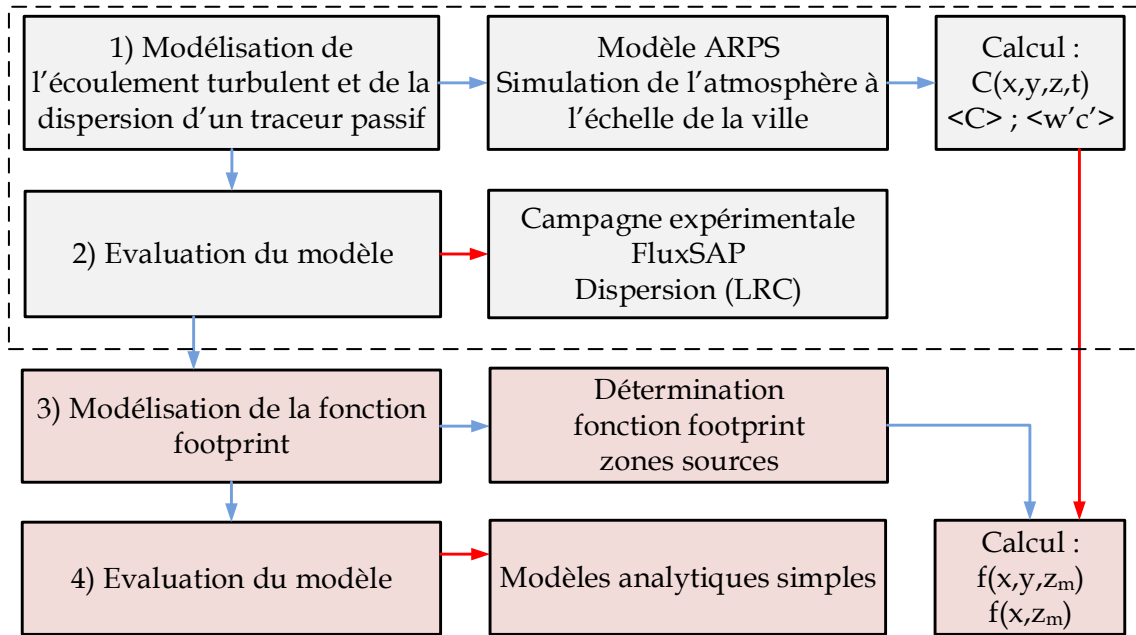 1) Modélisation de
l'écoulement turbulent et de la
dispersion d'un traceur passif
Modèle ARPS
Simulation de l'atmosphère à
l'échelle de la ville
Calcul :
C(x,y,z,t)
<C> ; <w'c'>
2) Evaluation du modèle
Campagne expérimentale
FluxSAP
Dispersion (LRC)
3) Modélisation de la fonction
footprint
Détermination
fonction footprint
zones sources
4) Evaluation du modèle
Modèles analytiques simples
Calcul :
f(x,y,zₘ)
f(x,zₘ)